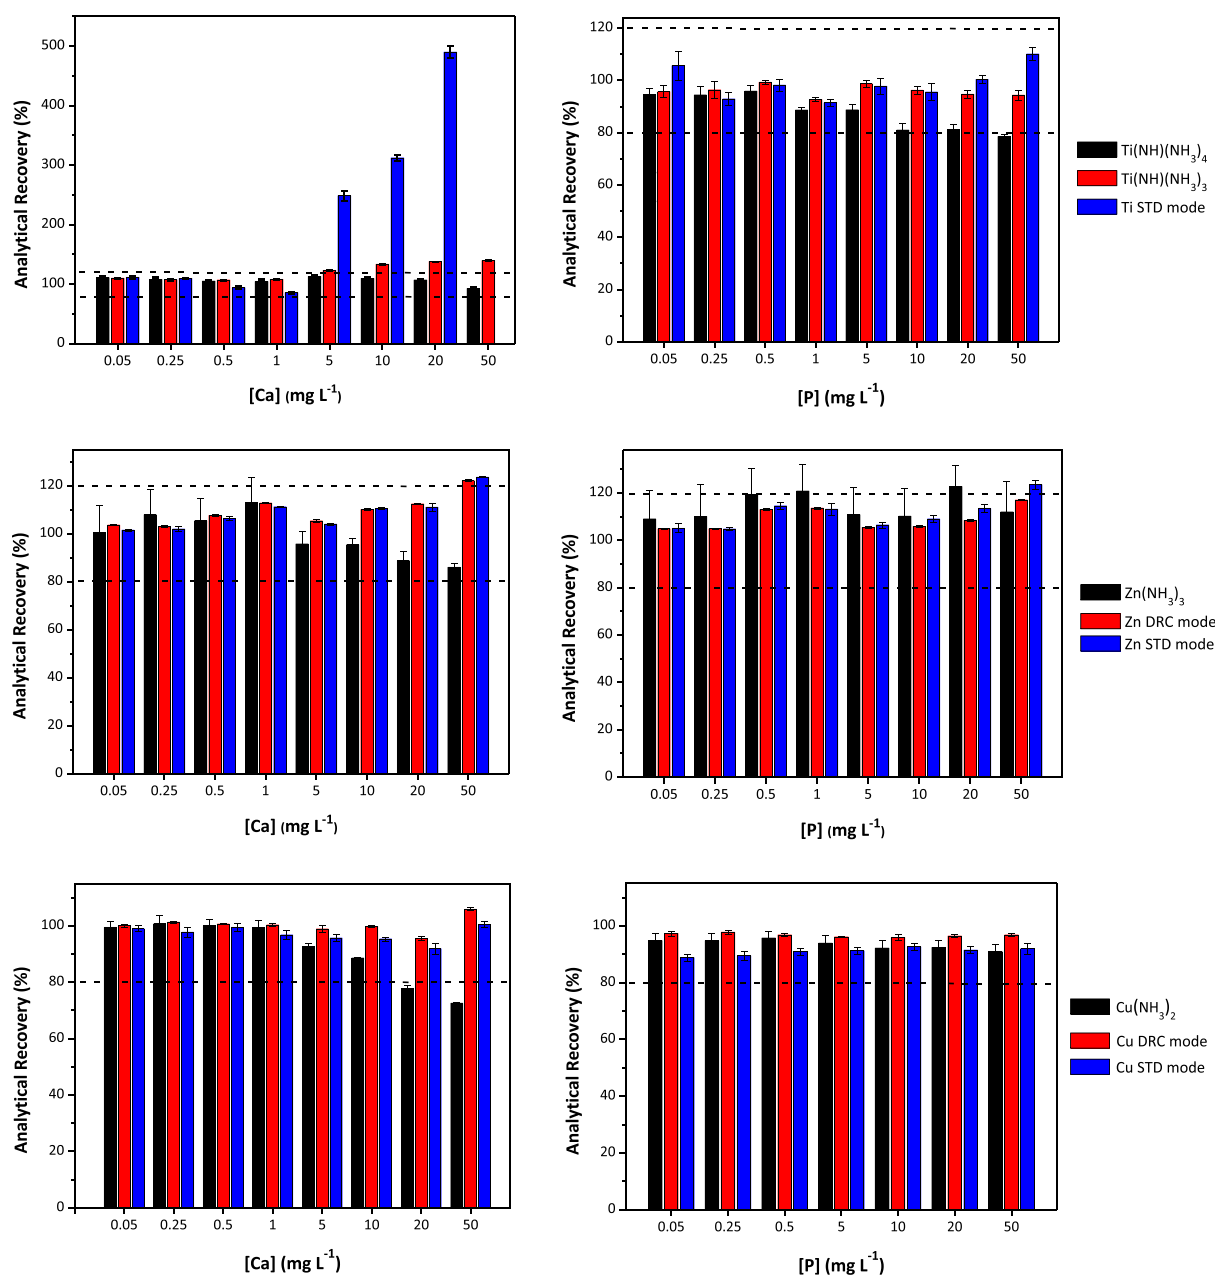 500
400
300
200
100
0
Analytical Recovery (%)
0.05 0.25 0.5 1 5 10 20 50
[Ca] (mg L⁻¹)
120
100
80
60
40
20
0
Analytical Recovery (%)
0.05 0.25 0.5 1 5 10 20 50
[P] (mg L⁻¹)
Ti(NH)(NH₃)₄
Ti(NH)(NH₃)₃
Ti STD mode
120
100
80
60
40
20
0
Analytical Recovery (%)
0.05 0.25 0.5 1 5 10 20 50
[Ca] (mg L⁻¹)
120
100
80
60
40
20
0
Analytical Recovery (%)
0.05 0.25 0.5 1 5 10 20 50
[P] (mg L⁻¹)
Zn(NH₃)₃
Zn DRC mode
Zn STD mode
100
80
60
40
20
0
Analytical Recovery (%)
0.05 0.25 0.5 1 5 10 20 50
[Ca] (mg L⁻¹)
100
80
60
40
20
0
Analytical Recovery (%)
0.05 0.25 0.5 5 10 20 50
[P] (mg L⁻¹)
Cu(NH₃)₂
Cu DRC mode
Cu STD mode